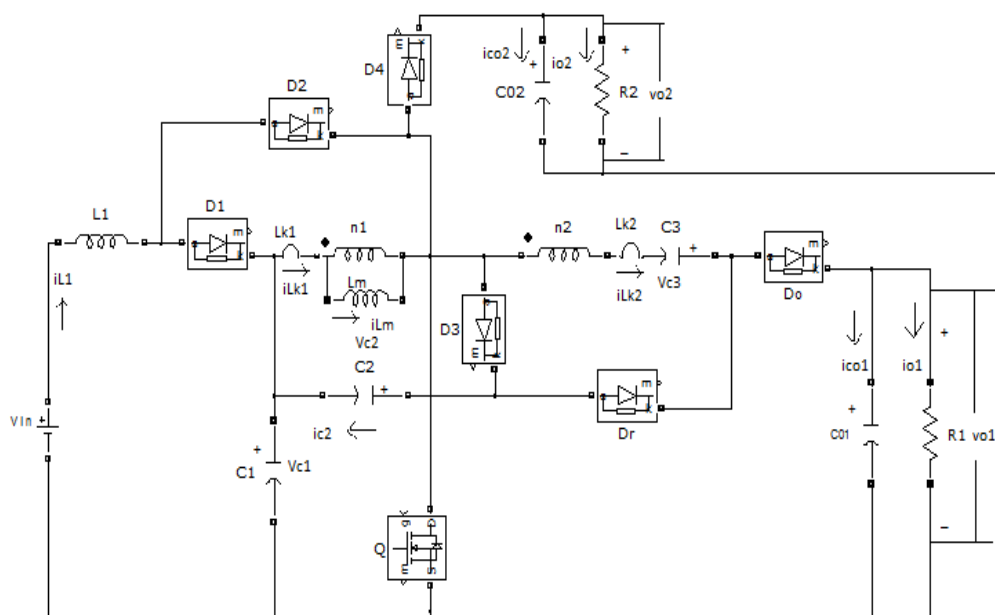 D4
m
k
ico2
+
io2
+
C02
R2
vo2
−
D2
m
k
L1
iL1
D1
m
k
Lk1
n1
iLk1
Lm
iLm
Vc2
n2
Lk2
C3
+
iLk2
Vc3
m
k
Do
D3
m
C2
+
ic2
m
k
Dr
Vin
+
+
Vc1
C1
Q
g
D
m
S
ico1
io1
+
+
C01
R1
vo1
−